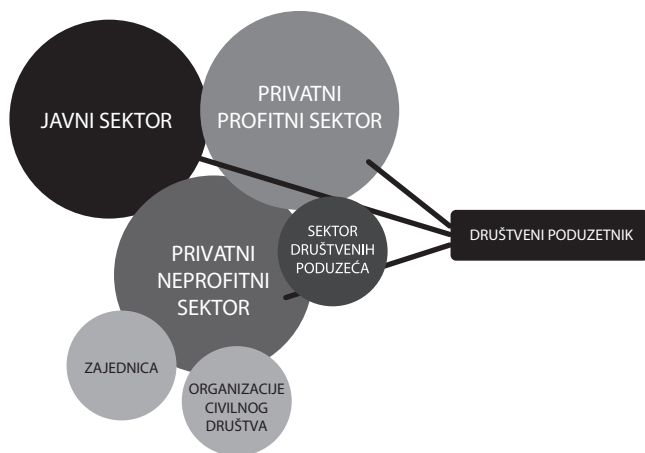 JAVNI SEKTOR
PRIVATNI
PROFITNI SEKTOR
PRIVATNI
NEPROFITNI
SEKTOR
SEKTOR
DRUŠTVENIH
PODUZEĆA
DRUŠTVENI PODUZETNIK
ZAJEDNICA
ORGANIZACIJE
CIVILNOG
DRUŠTVA